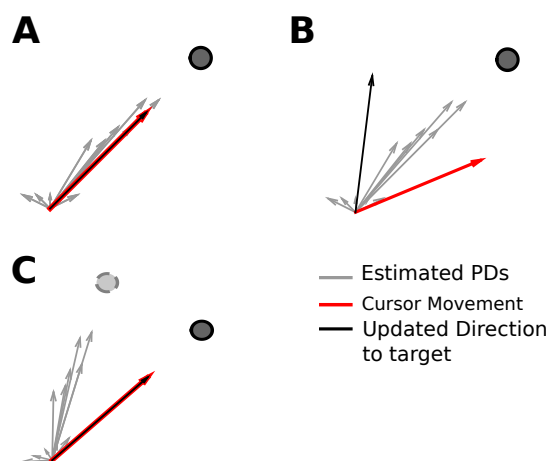 A
B
C
Estimated PDs
Cursor Movement
Updated Direction
to target